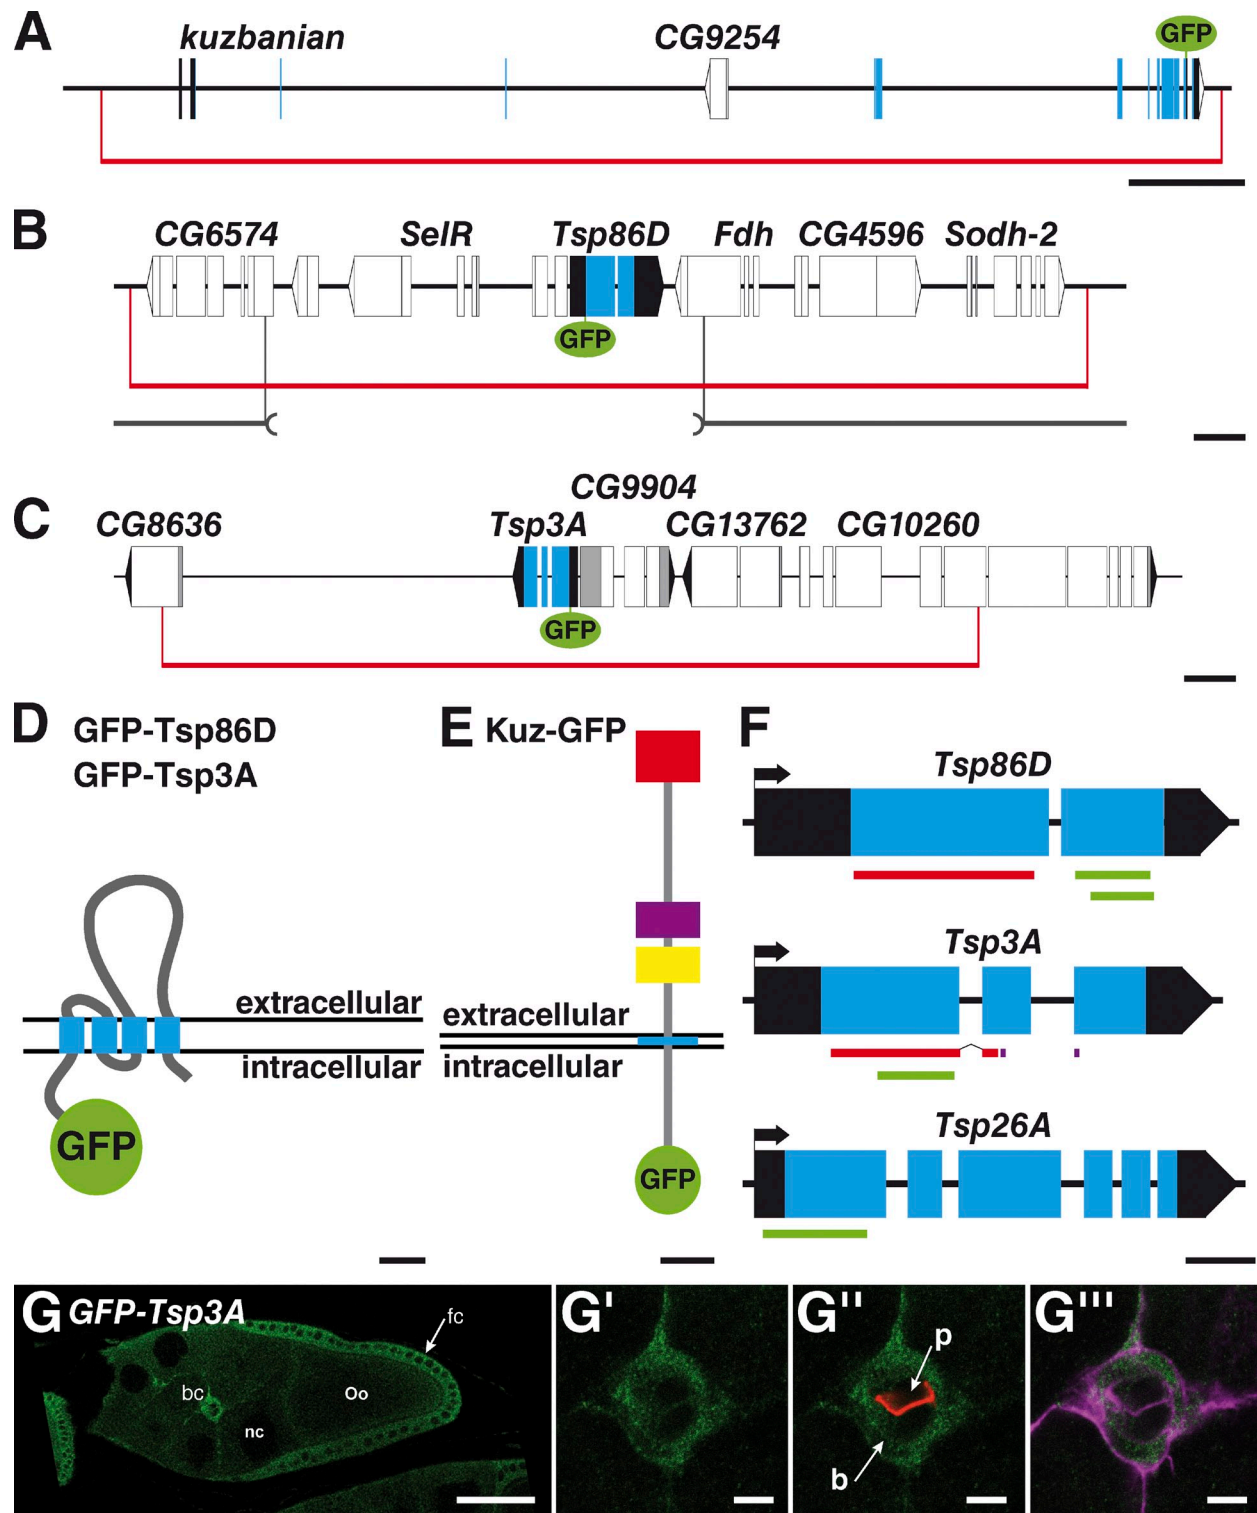 A
kuzbanian
CG9254
GFP
B
CG6574
SelR
Tsp86D
Fdh
CG4596
Sodh-2
GFP
CG9904
C
CG8636
Tsp3A
CG13762
CG10260
GFP
D
GFP-Tsp86D
GFP-Tsp3A
extracellular
intracellular
GFP
E
Kuz-GFP
extracellular
intracellular
GFP
F
Tsp86D
Tsp3A
Tsp26A
G
GFP-Tsp3A
fc
bc
Oo
nc
G'
G''
p
b
G'''